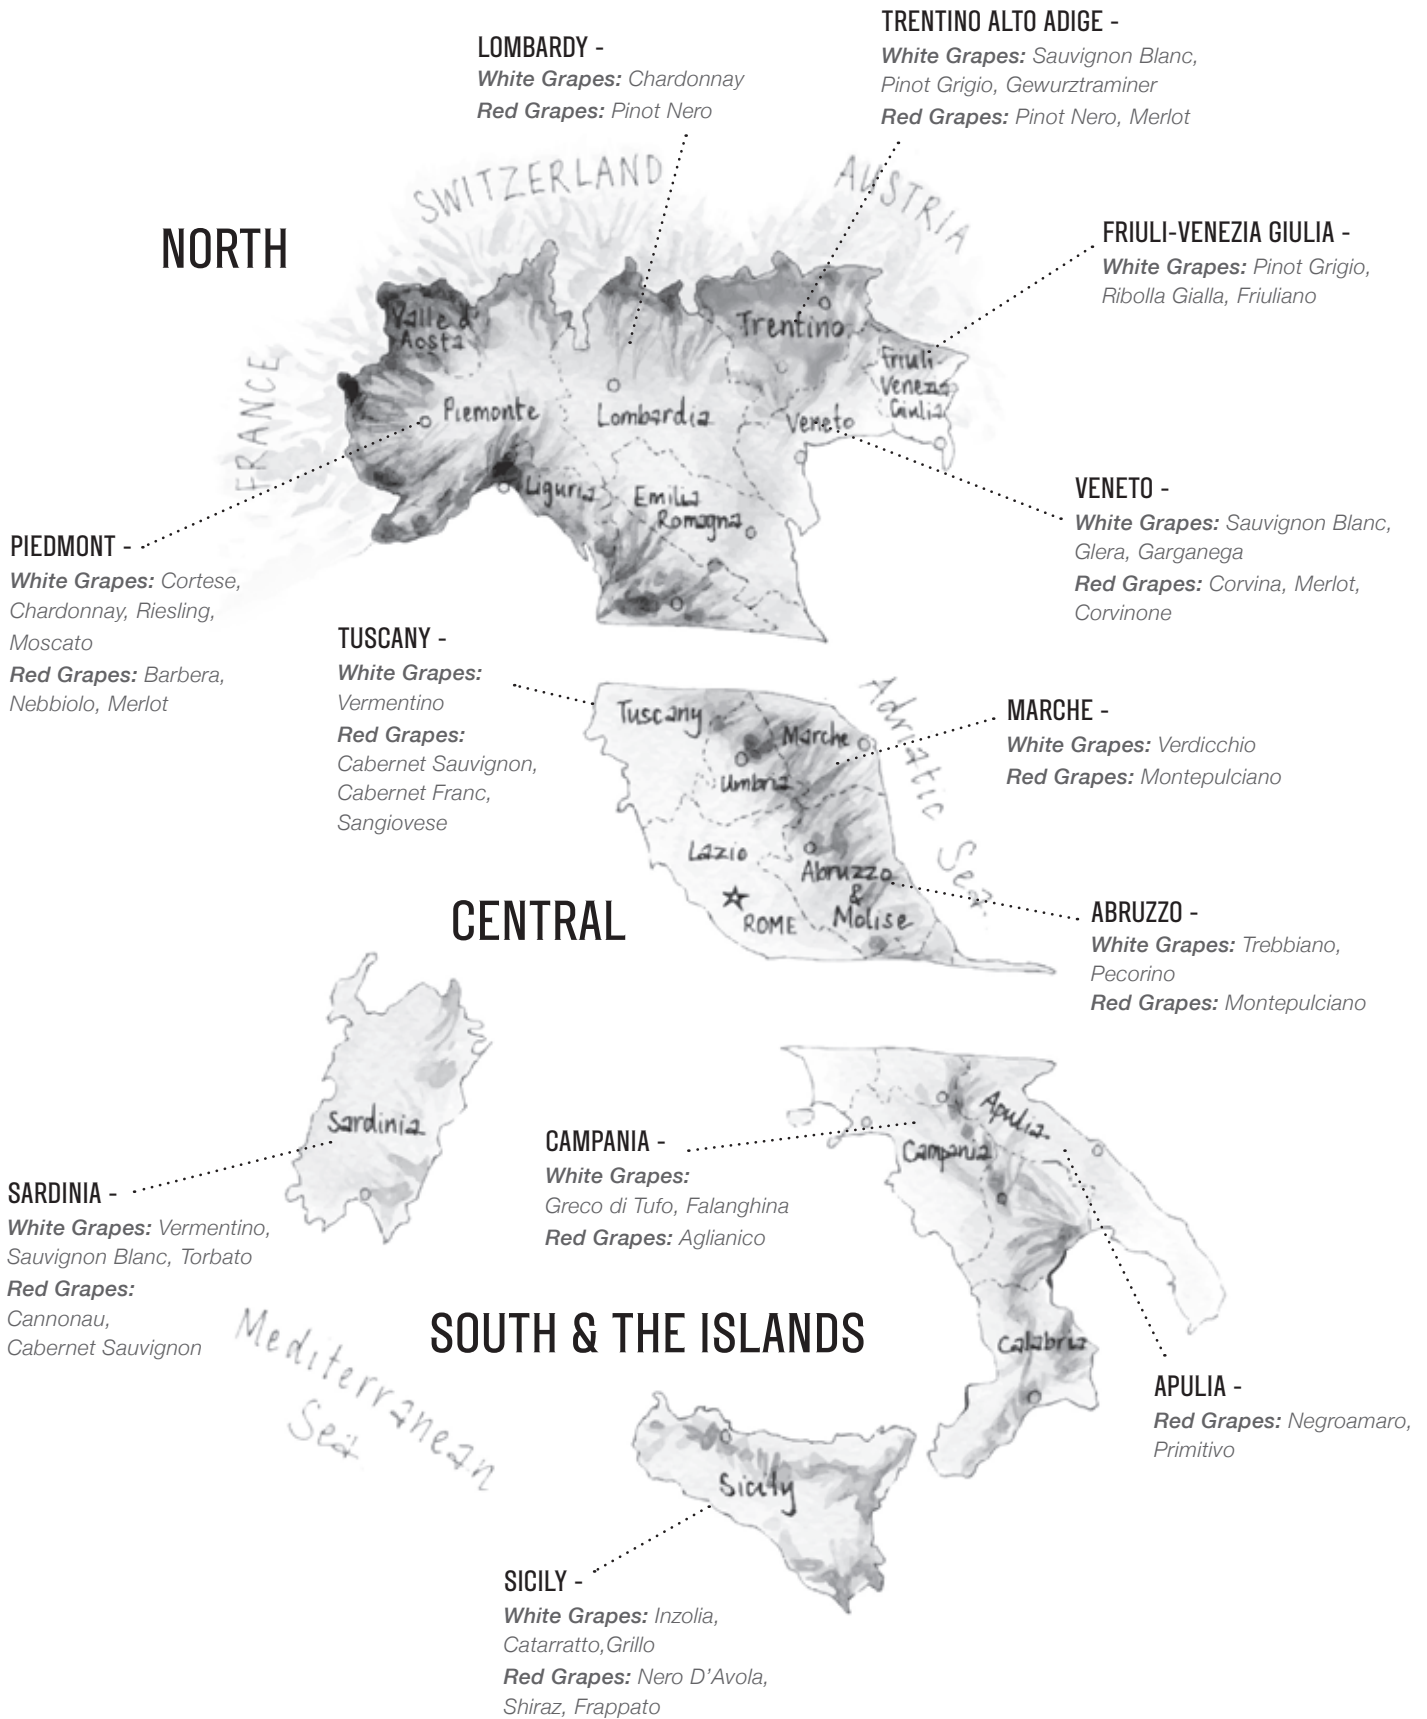 LOMBARDY -
White Grapes: Chardonnay
Red Grapes: Pinot Nero
TRENTINO ALTO ADIGE -
White Grapes: Sauvignon Blanc,
Pinot Grigio, Gewurztraminer
Red Grapes: Pinot Nero, Merlot
SWITZERLAND
AUSTRIA
NORTH
FRIULI-VENEZIA GIULIA -
White Grapes: Pinot Grigio,
Ribolla Gialla, Friuliano
FRANCE
Valle d'
Aosta
Piemonte
Lombardia
Trentino
Friuli-
Venezia
Giulia
Veneto
Liguria
Emilia
Romagna
VENETO -
White Grapes: Sauvignon Blanc,
Glera, Garganega
Red Grapes: Corvina, Merlot,
Corvinone
PIEDMONT -
White Grapes: Cortese,
Chardonnay, Riesling,
Moscato
Red Grapes: Barbera,
Nebbiolo, Merlot
TUSCANY -
White Grapes:
Vermentino
Red Grapes:
Cabernet Sauvignon,
Cabernet Franc,
Sangiovese
Tuscany
Marche
Umbria
Lazio
Abruzzo
&
Molise
ROME
Adriatic Sea
MARCHE -
White Grapes: Verdicchio
Red Grapes: Montepulciano
CENTRAL
ABRUZZO -
White Grapes: Trebbiano,
Pecorino
Red Grapes: Montepulciano
Sardinia
SARDINIA -
White Grapes: Vermentino,
Sauvignon Blanc, Torbato
Red Grapes:
Cannonau,
Cabernet Sauvignon
CAMPANIA -
White Grapes:
Greco di Tufo, Falanghina
Red Grapes: Aglianico
Apulia
Campania
Calabria
SOUTH & THE ISLANDS
Mediterranean
Sea
APULIA -
Red Grapes: Negroamaro,
Primitivo
Sicily
SICILY -
White Grapes: Inzolia,
Catarratto,Grillo
Red Grapes: Nero D'Avola,
Shiraz, Frappato